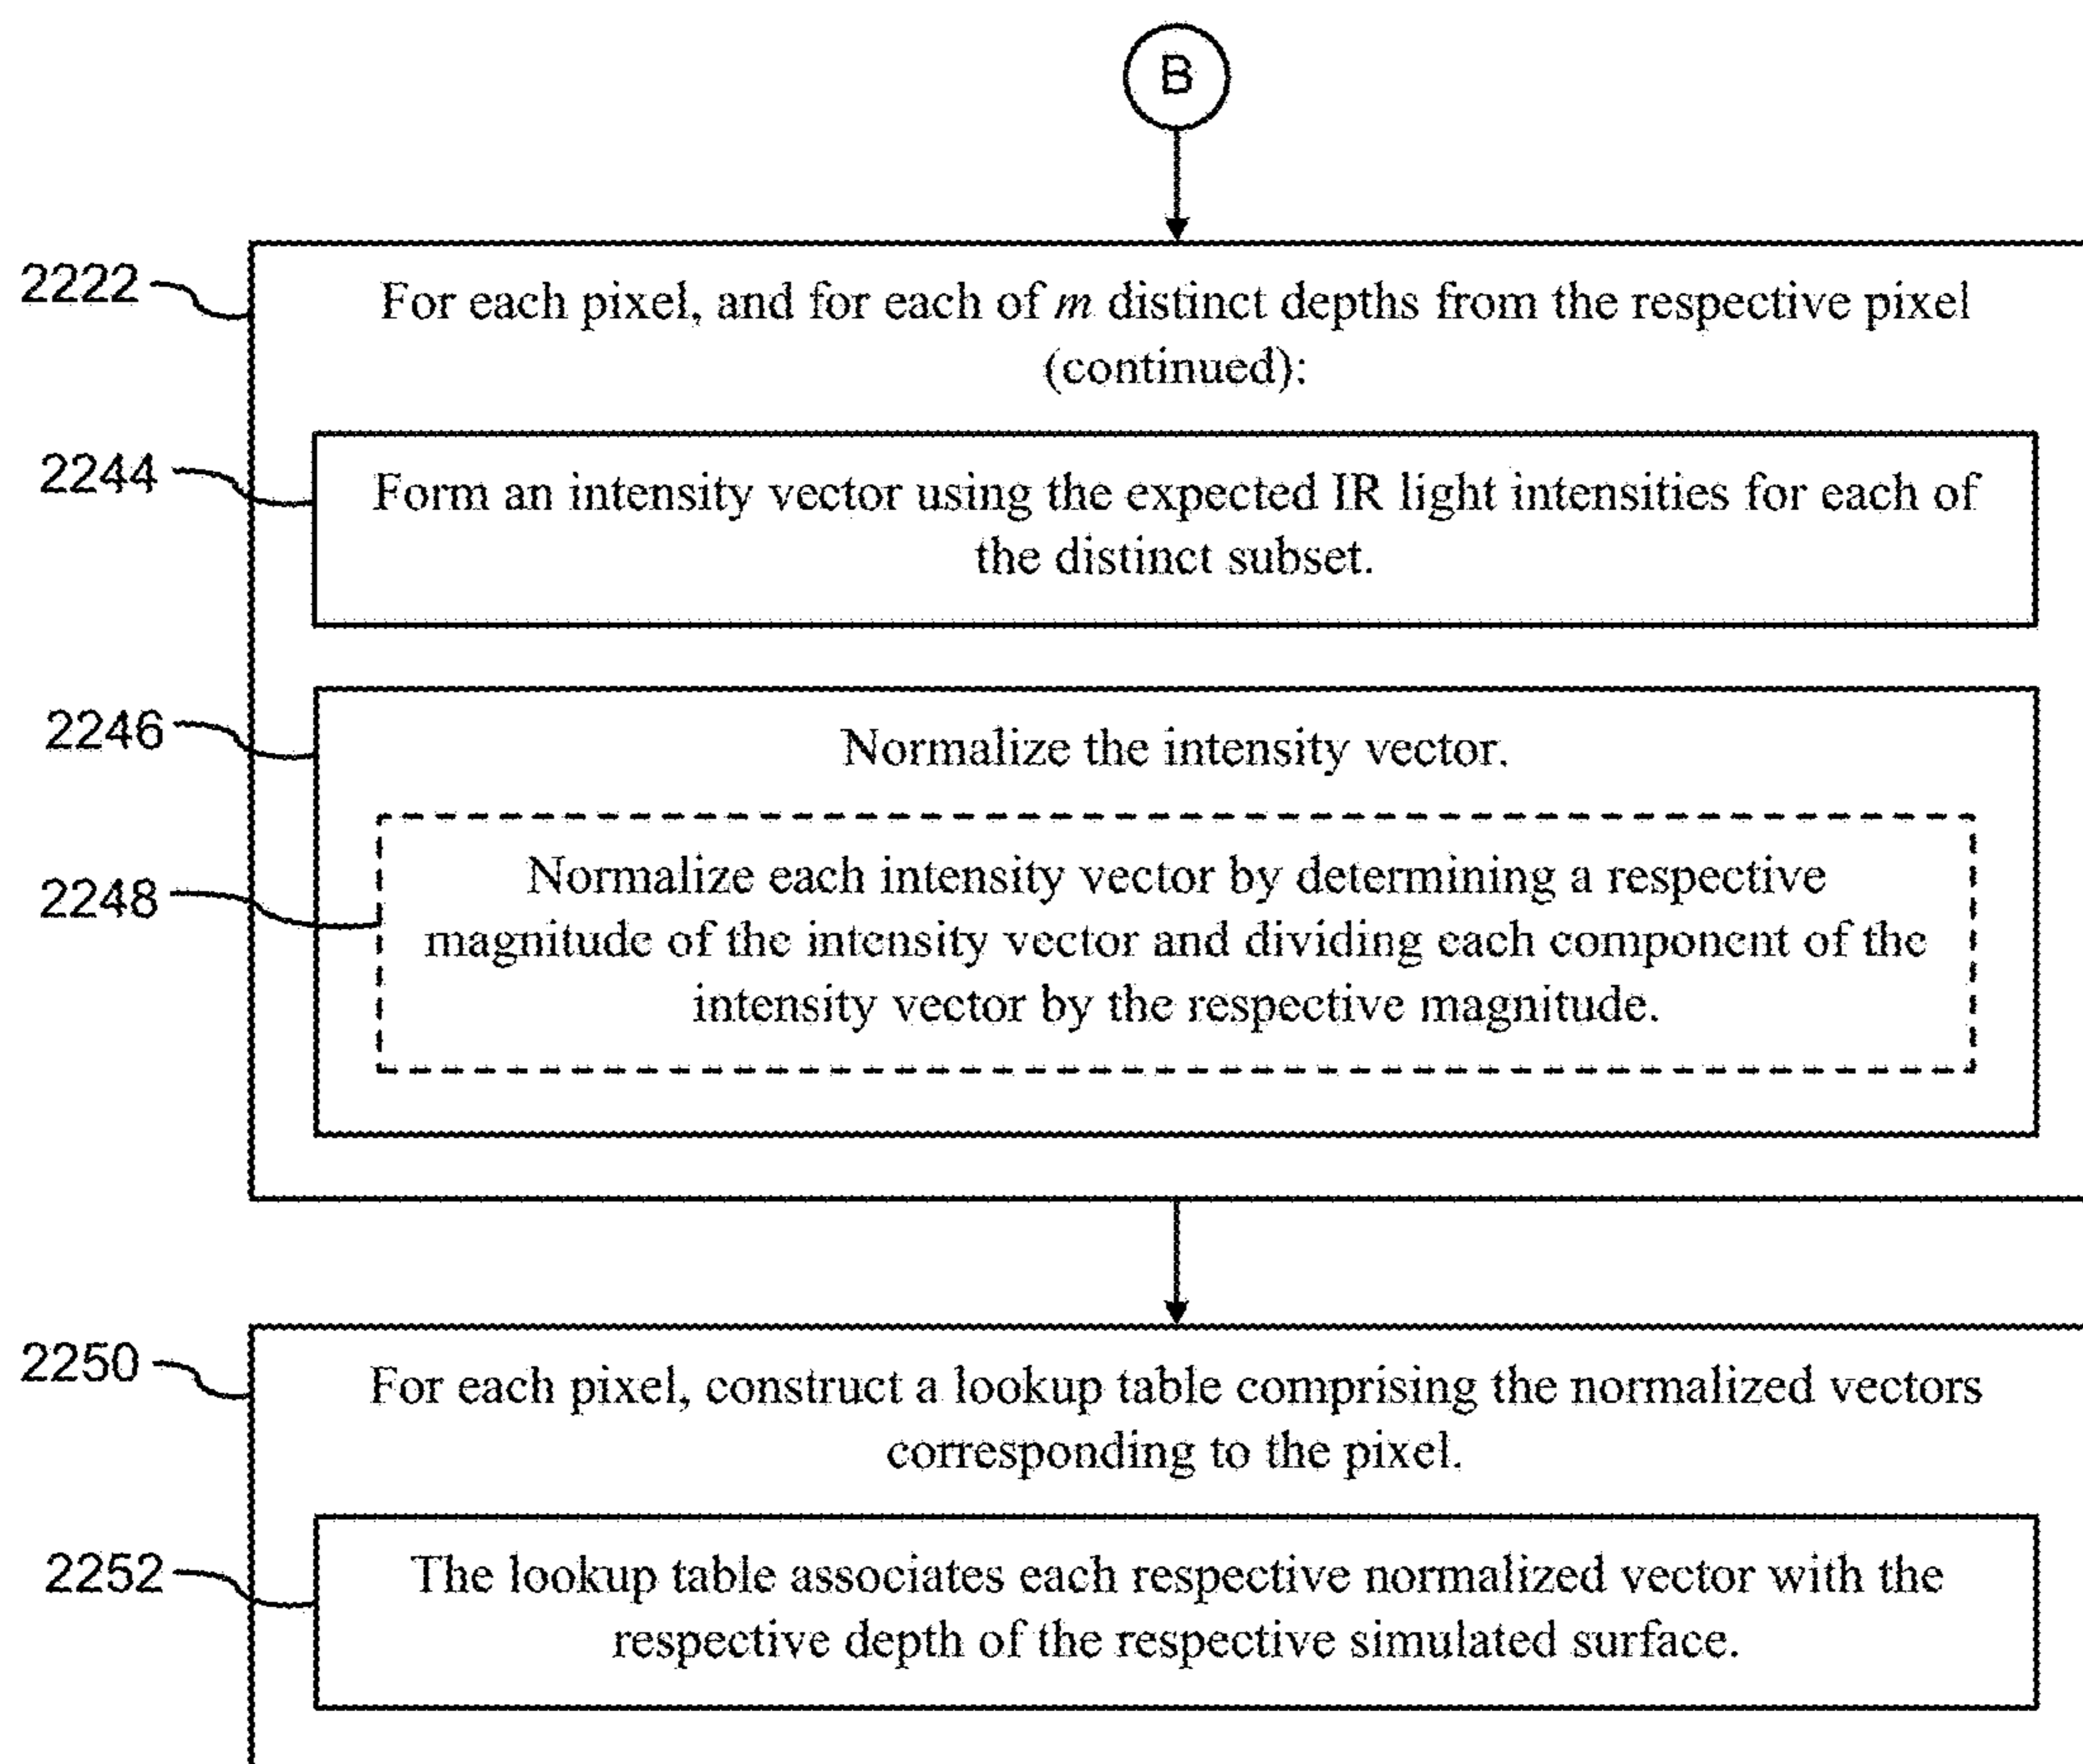 B
2222
For each pixel, and for each of m distinct depths from the respective pixel
(continued):
2244
Form an intensity vector using the expected IR light intensities for each of
the distinct subset.
2246
Normalize the intensity vector.
2248
Normalize each intensity vector by determining a respective
magnitude of the intensity vector and dividing each component of the
intensity vector by the respective magnitude.
2250
For each pixel, construct a lookup table comprising the normalized vectors
corresponding to the pixel.
2252
The lookup table associates each respective normalized vector with the
respective depth of the respective simulated surface.